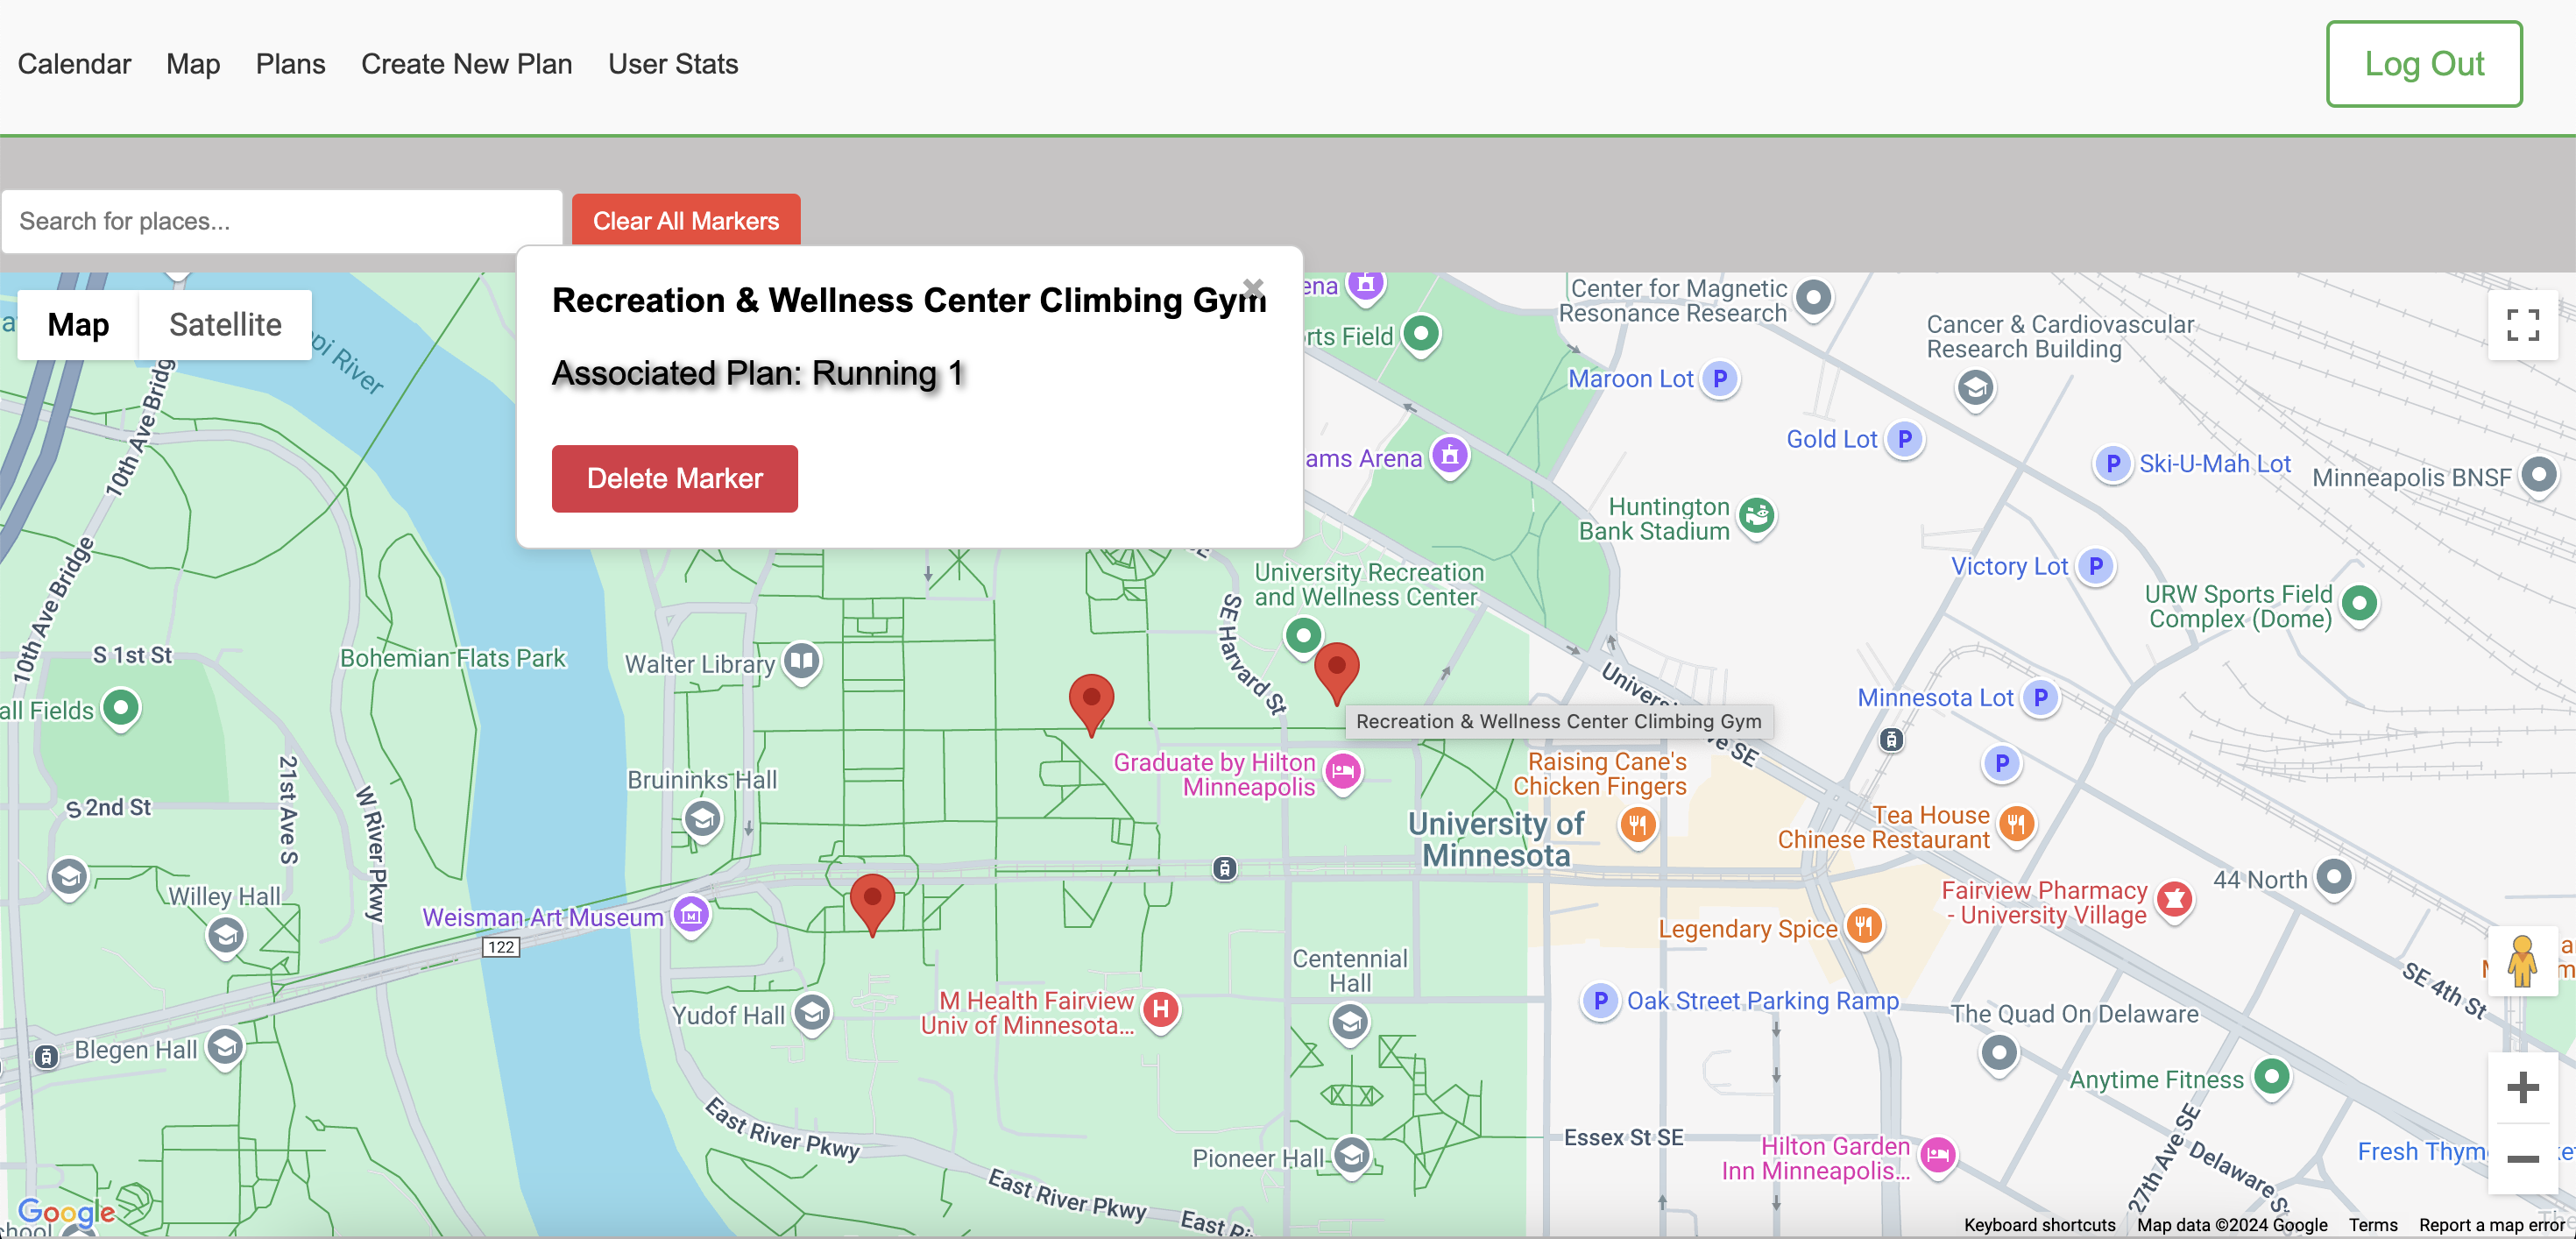 Calendar Map Plans Create New Plan User Stats Log Out
Search for places... Clear All Markers
Recreation & Wellness Center Climbing Gym ×
Associated Plan: Running 1
Delete Marker
Map Satellite
10th Ave Bridge
10th Ave Bridge
S 1st St
Bohemian Flats Park
all Fields
S 2nd St
21st Ave S
W River Pkwy
Willey Hall
Weisman Art Museum
122
Blegen Hall
Walter Library
Bruininks Hall
Yudof Hall
M Health Fairview
Univ of Minnesota...
East River Pkwy
East River Pkwy
SE Harvard St
University Recreation
and Wellness Center
Recreation & Wellness Center Climbing Gym
Graduate by Hilton
Minneapolis
University of
Minnesota
Centennial
Hall
Pioneer Hall
Center for Magnetic
Resonance Research
Cancer & Cardiovascular
Research Building
Maroon Lot
Gold Lot
Ski-U-Mah Lot
Minneapolis BNSF
Huntington
Bank Stadium
Victory Lot
URW Sports Field
Complex (Dome)
Minnesota Lot
Raising Cane's
Chicken Fingers
Tea House
Chinese Restaurant
44 North
Fairview Pharmacy
- University Village
Legendary Spice
Oak Street Parking Ramp
The Quad On Delaware
SE 4th St
Anytime Fitness
Essex St SE
Hilton Garden
Inn Minneapolis...
27th Ave SE
Delaware S
Fresh Thym
Google
Keyboard shortcuts Map data ©2024 Google Terms Report a map error